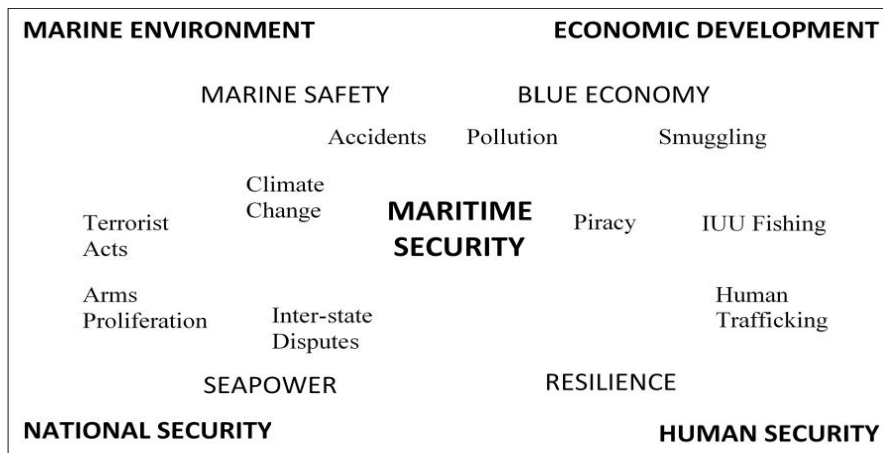 MARINE ENVIRONMENT
ECONOMIC DEVELOPMENT
MARINE SAFETY
BLUE ECONOMY
Accidents
Pollution
Smuggling
Climate
Change
Terrorist
Acts
MARITIME
SECURITY
Piracy
IUU Fishing
Arms
Proliferation
Inter-state
Disputes
Human
Trafficking
SEAPOWER
RESILIENCE
NATIONAL SECURITY
HUMAN SECURITY